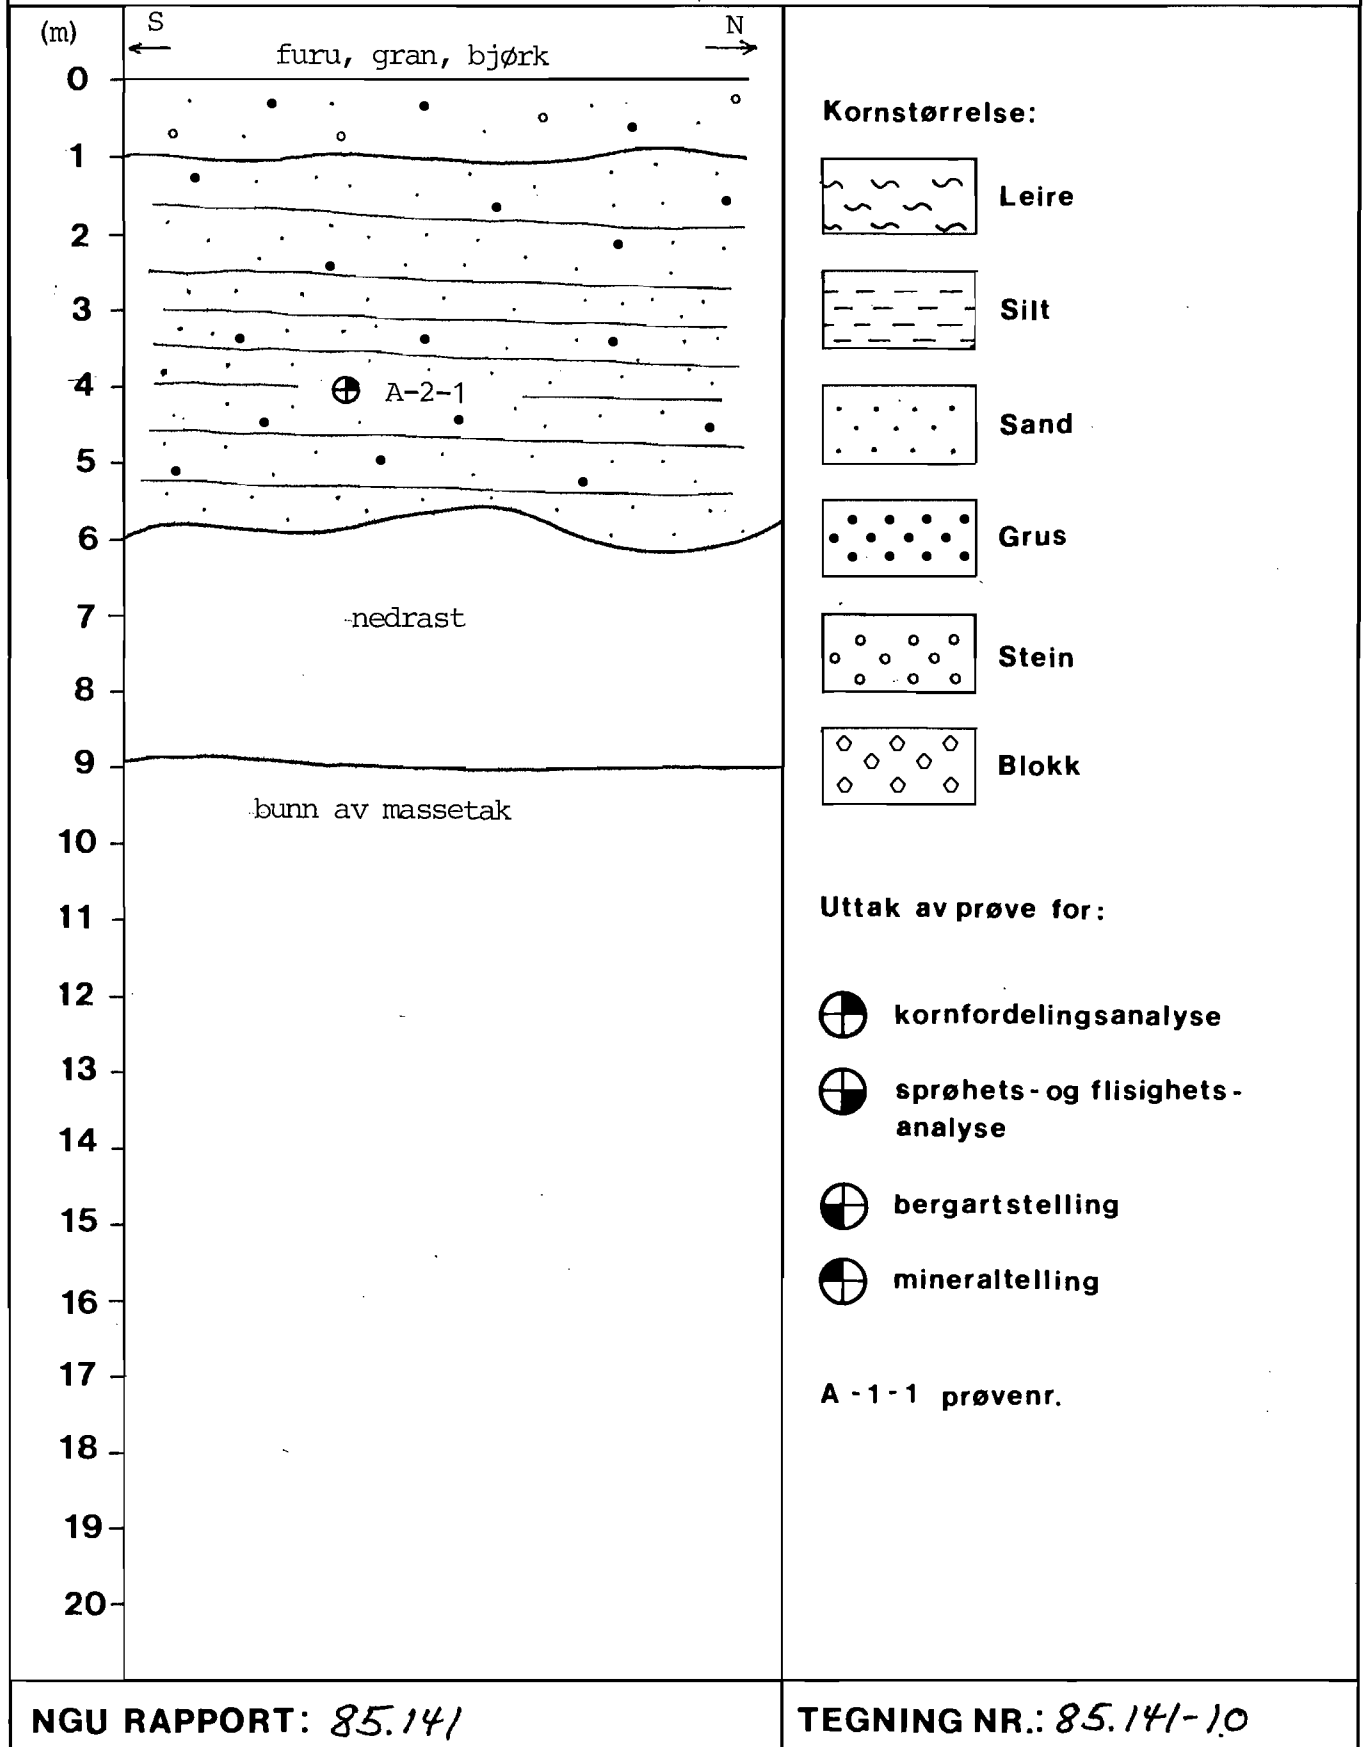 (m)
S
N
furu, gran, bjørk
0
1
2
3
4
A-2-1
5
6
7
nedrast
8
9
bunn av massetak
10
11
12
13
14
15
16
17
18
19
20
Kornstørrelse:
Leire
Silt
Sand
Grus
Stein
Blokk
Uttak av prøve for:
kornfordelingsanalyse
sprøhets- og flisighets-
analyse
bergartstelling
mineraltelling
A-1-1 prøvenr.
NGU RAPPORT: 85.141
TEGNING NR.: 85.141-10